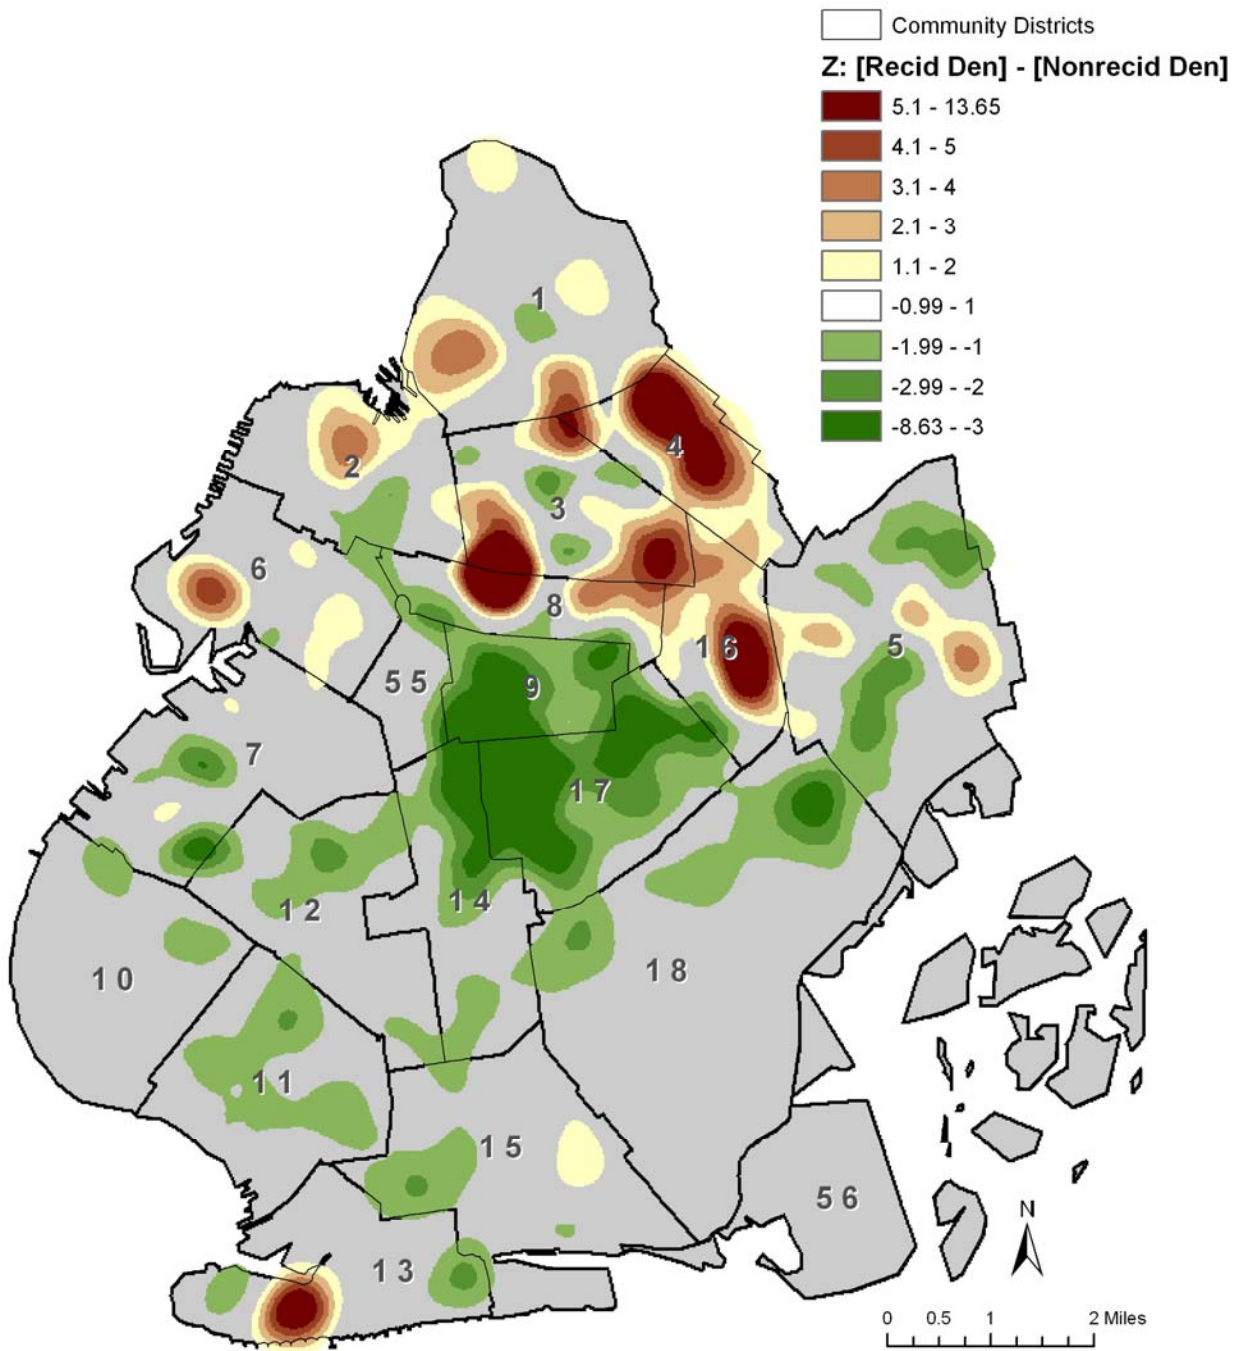 Community Districts
Z: [Recid Den] - [Nonrecid Den]
5.1 - 13.65
4.1 - 5
3.1 - 4
2.1 - 3
1.1 - 2
-0.99 - 1
-1.99 - -1
-2.99 - -2
-8.63 - -3
1
4
2
3
6
8
16
5
55
9
7
17
12
14
10
18
11
15
56
13
N
0 0.5 1 2 Miles